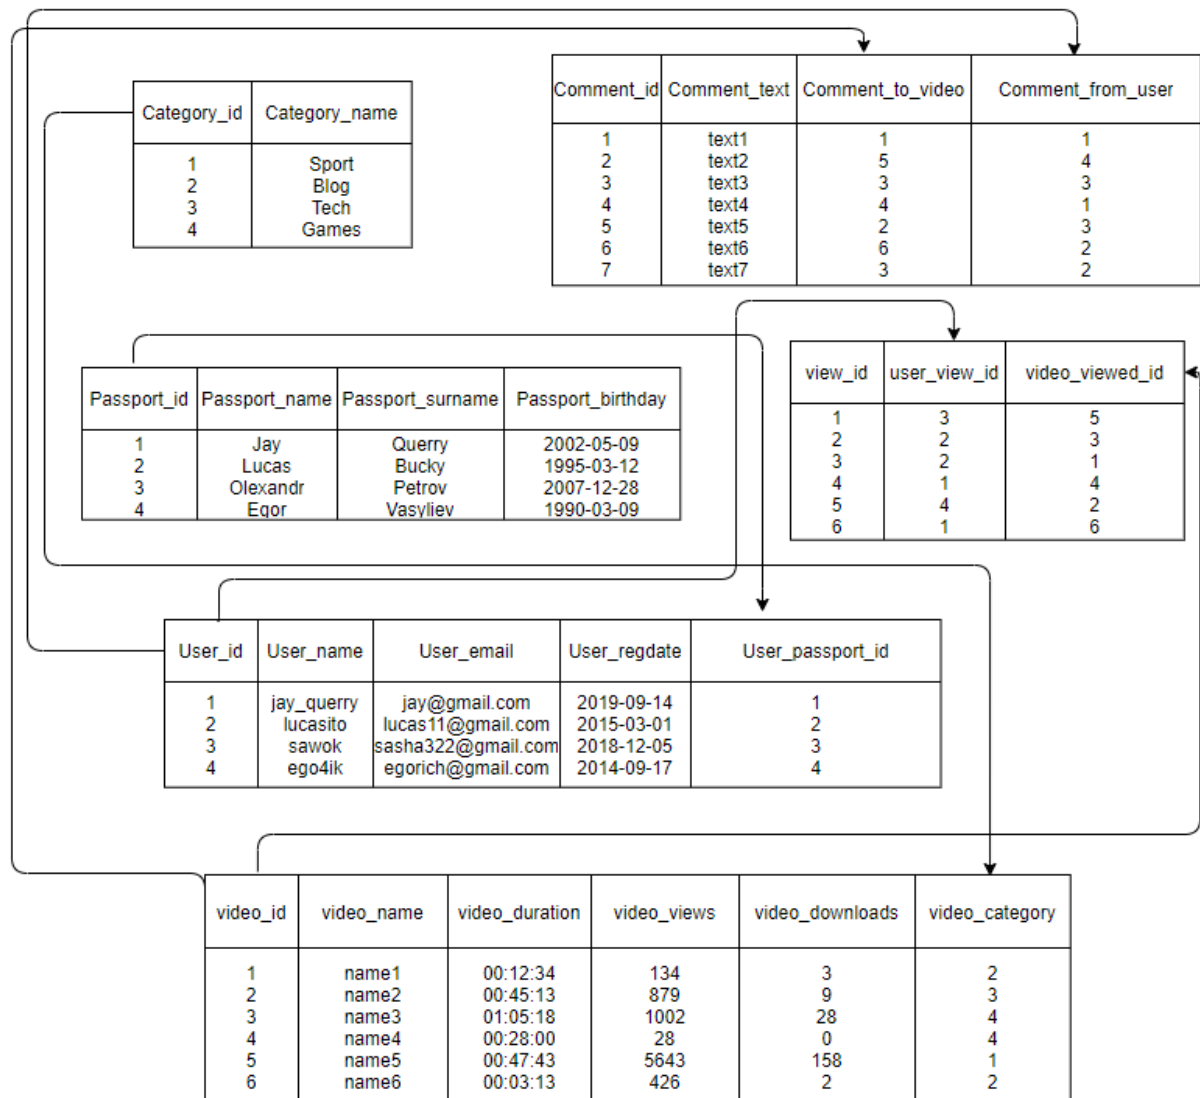 Comment_id Comment_text Comment_to_video Comment_from_user
1 text1 1 1
2 text2 5 4
3 text3 3 3
4 text4 4 1
5 text5 2 3
6 text6 6 2
7 text7 3 2
Category_id Category_name
1 Sport
2 Blog
3 Tech
4 Games
view_id user_view_id video_viewed_id
1 3 5
2 2 3
3 2 1
4 1 4
5 4 2
6 1 6
Passport_id Passport_name Passport_surname Passport_birthday
1 Jay Querry 2002-05-09
2 Lucas Bucky 1995-03-12
3 Olexandr Petrov 2007-12-28
4 Egor Vasyliev 1990-03-09
User_id User_name User_email User_regdate User_passport_id
1 jay_querry jay@gmail.com 2019-09-14 1
2 lucasito lucas11@gmail.com 2015-03-01 2
3 sawok sasha322@gmail.com 2018-12-05 3
4 ego4ik egorich@gmail.com 2014-09-17 4
video_id video_name video_duration video_views video_downloads video_category
1 name1 00:12:34 134 3 2
2 name2 00:45:13 879 9 3
3 name3 01:05:18 1002 28 4
4 name4 00:28:00 28 0 4
5 name5 00:47:43 5643 158 1
6 name6 00:03:13 426 2 2